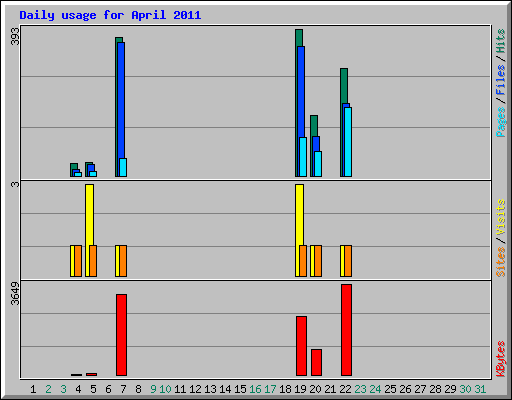 Daily usage for April 2011
393
Pages / Files / Hits
3
Sites / Visits
3649
KBytes
1 2 3 4 5 6 7 8 9 10 11 12 13 14 15 16 17 18 19 20 21 22 23 24 25 26 27 28 29 30 31